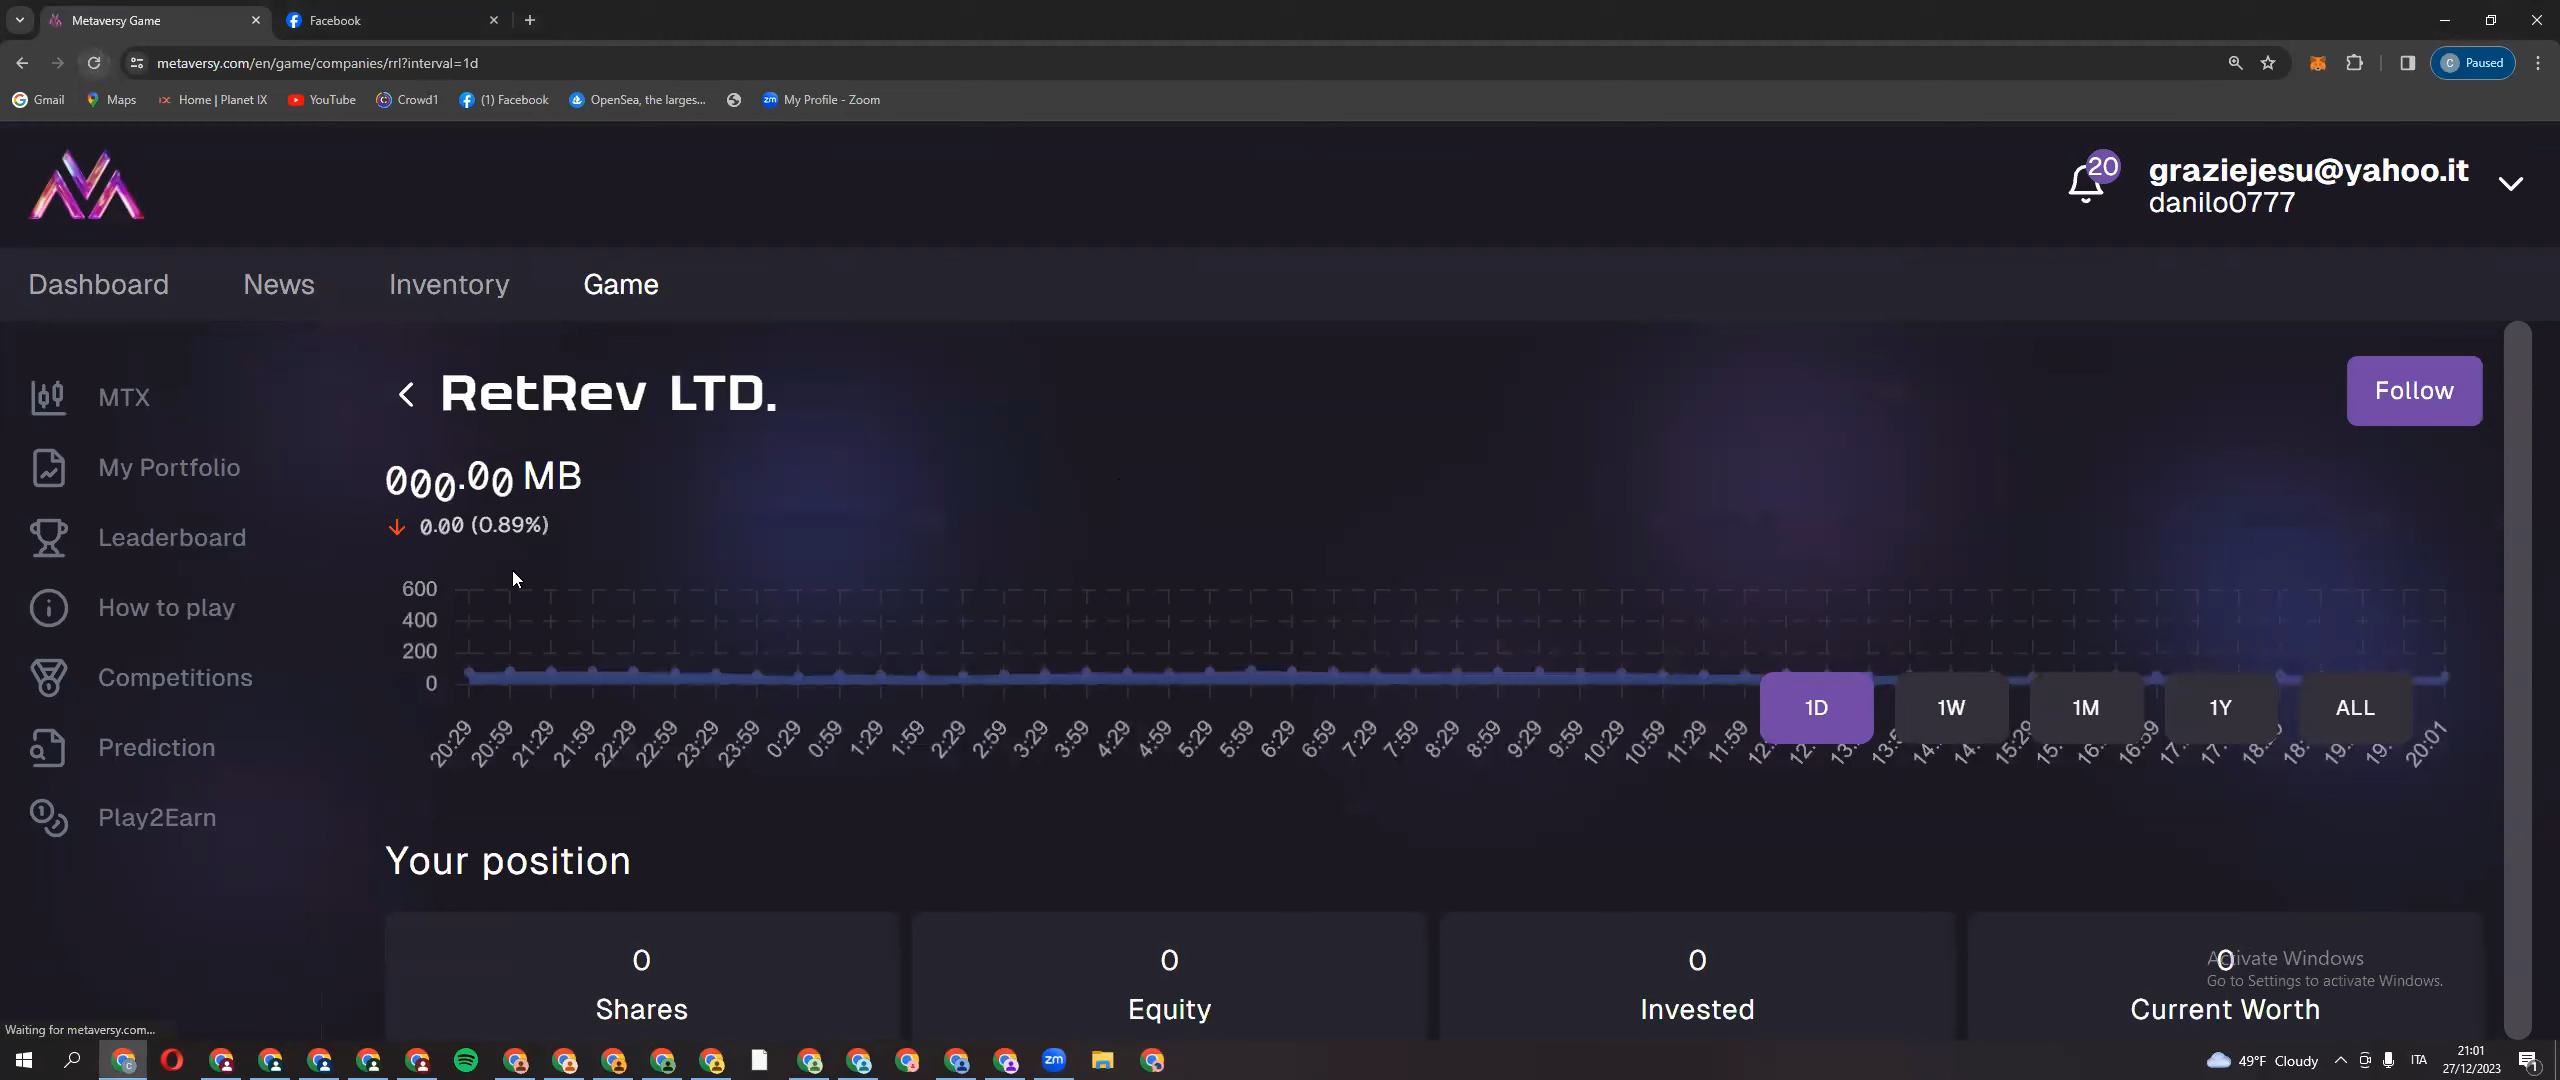 Metaversy Game
Facebook
metaversy.com/en/game/companies/rrl?interval=1d
C Paused
Gmail
Maps
Home | Planet IX
YouTube
Crowd1
(1) Facebook
OpenSea, the larges...
zm My Profile - Zoom
20
graziejesu@yahoo.it
danilo0777
Dashboard
News
Inventory
Game
MTX
My Portfolio
Leaderboard
How to play
Competitions
Prediction
Play2Earn
RetRev LTD.
Follow
000.00 MB
0.00 (0.89%)
600
400
200
0
1D
1W
1M
1Y
ALL
20:29 20:59 21:29 21:59 22:29 22:59 23:29 23:59 0:29 0:59 1:29 1:59 2:29 2:59 3:29 3:59 4:29 4:59 5:29 5:59 6:29 6:59 7:29 7:59 8:29 8:59 9:29 9:59 10:29 10:59 11:29 11:59 20:01
Your position
0
Shares
0
Equity
0
Invested
0
Current Worth
Activate Windows
Go to Settings to activate Windows.
Waiting for metaversy.com...
zm
49°F Cloudy
ITA
21:01
27/12/2023
1